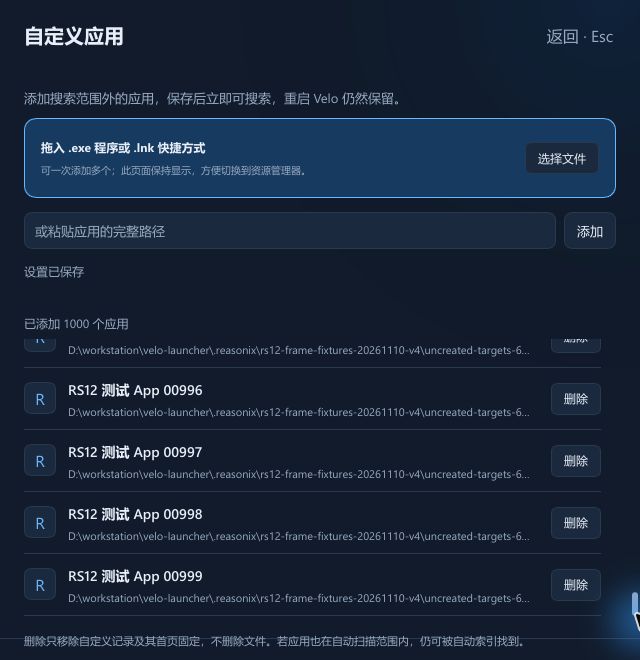 自定义应用
返回 · Esc
添加搜索范围外的应用，保存后立即可搜索，重启 Velo 仍然保留。
拖入 .exe 程序或 .lnk 快捷方式
可一次添加多个；此页面保持显示，方便切换到资源管理器。
选择文件
或粘贴应用的完整路径
添加
设置已保存
已添加 1000 个应用
R
D:\workstation\velo-launcher\.reasonix\rs12-frame-fixtures-20261110-v4\uncreated-targets-6...
删除
R
RS12 测试 App 00996
D:\workstation\velo-launcher\.reasonix\rs12-frame-fixtures-20261110-v4\uncreated-targets-6...
删除
R
RS12 测试 App 00997
D:\workstation\velo-launcher\.reasonix\rs12-frame-fixtures-20261110-v4\uncreated-targets-6...
删除
R
RS12 测试 App 00998
D:\workstation\velo-launcher\.reasonix\rs12-frame-fixtures-20261110-v4\uncreated-targets-6...
删除
R
RS12 测试 App 00999
D:\workstation\velo-launcher\.reasonix\rs12-frame-fixtures-20261110-v4\uncreated-targets-6...
删除
删除只移除自定义记录及其首页固定，不删除文件。若应用也在自动扫描范围内，仍可被自动索引找到。